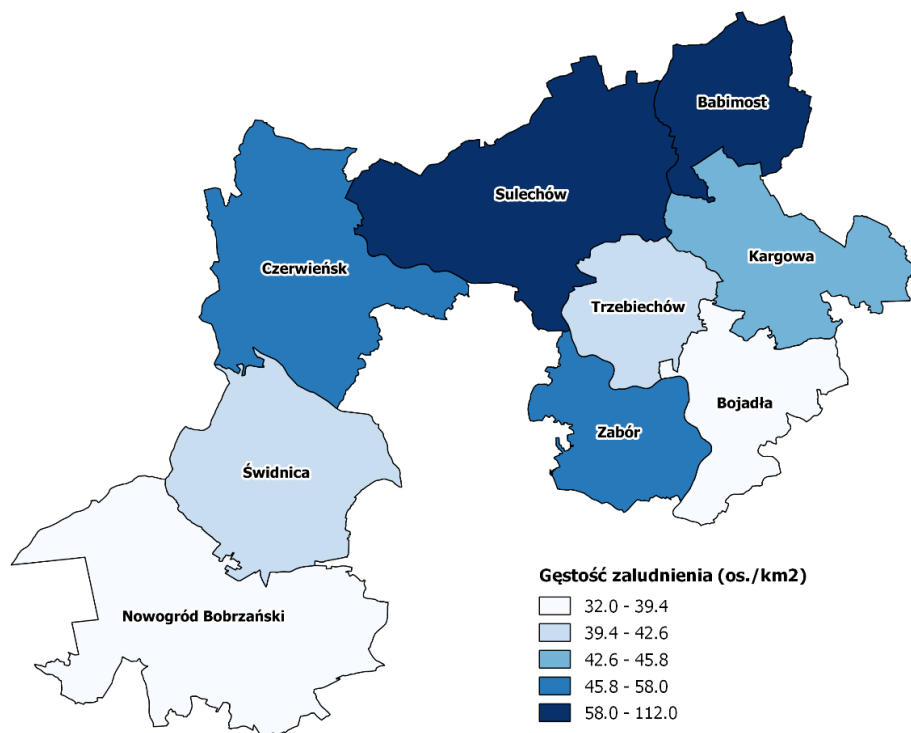 Babimost
Sulechów
Kargowa
Czerwieńsk
Trzebiechów
Bojadła
Zabór
Świdnica
Nowogród Bobrzański
Gęstość zaludnienia (os./km2)
32.0 - 39.4
39.4 - 42.6
42.6 - 45.8
45.8 - 58.0
58.0 - 112.0